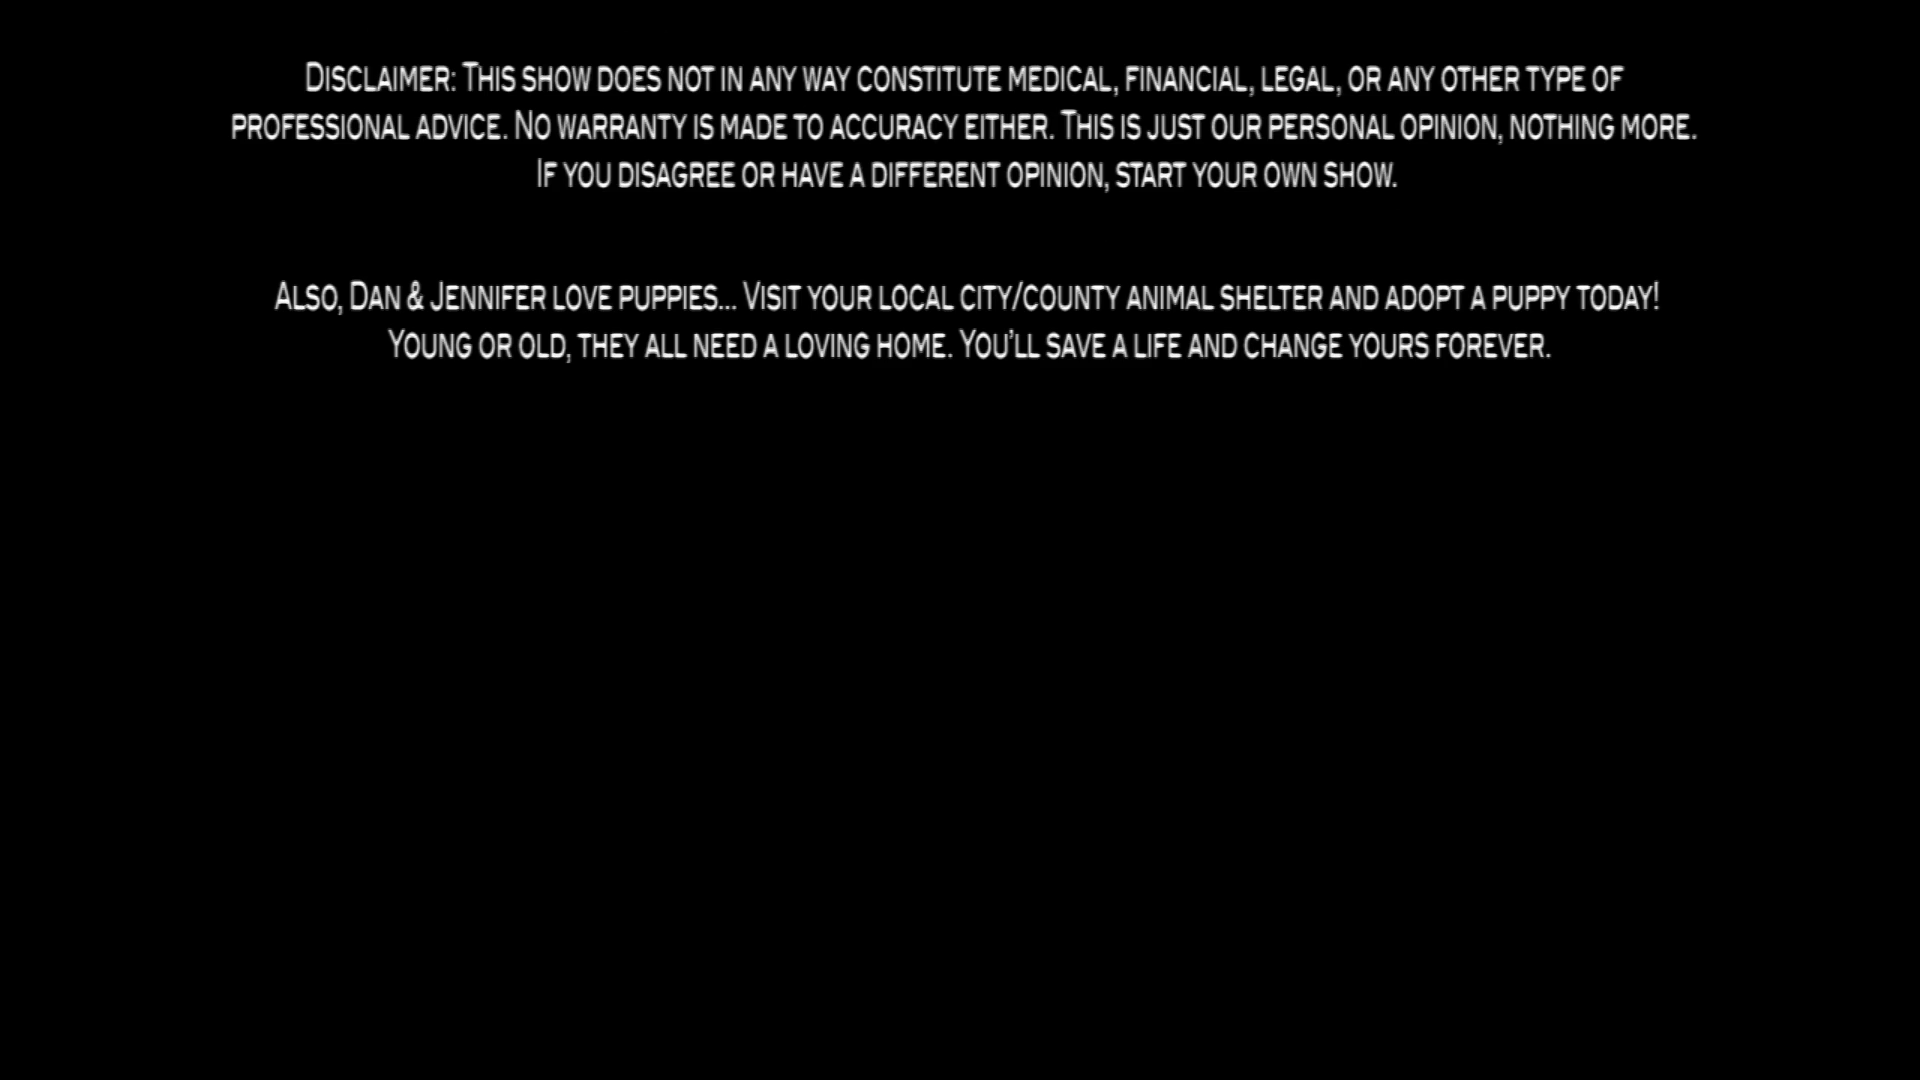 Disclaimer: This show does not in any way constitute medical, financial, legal, or any other type of
professional advice. No warranty is made to accuracy either. This is just our personal opinion, nothing more.
If you disagree or have a different opinion, start your own show.
Also, Dan & Jennifer love puppies... Visit your local city/county animal shelter and adopt a puppy today!
Young or old, they all need a loving home. You'll save a life and change yours forever.